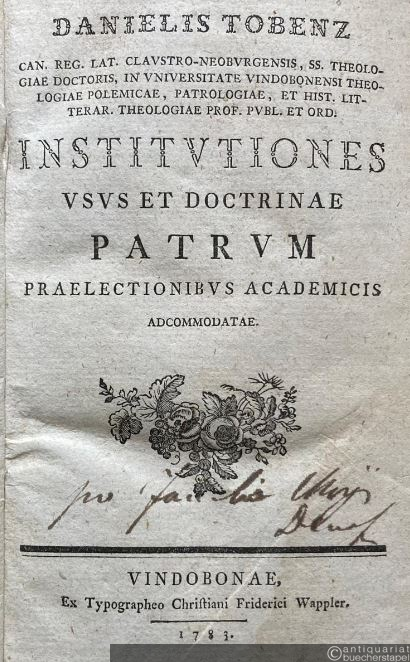 DANIELIS TOBENZ
CAN. REG. LAT. CLAVSTRO-NEOBVRGENSIS, SS. THEOLO-
GIAE DOCTORIS, IN VNIVERSITATE VINDOBONENSI THEO-
LOGIAE POLEMICAE, PATROLOGIAE, ET HIST. LIT-
TERAR. THEOLOGIAE PROF. PVBL. ET ORD.
INSTITVTIONES
VSVS ET DOCTRINAE
PATRVM
PRAELECTIONIBVS ACADEMICIS
ADCOMMODATAE.
pro
VINDOBONAE,
Ex Typographeo Christiani Friderici Wappler.
1783.
antiquariat
buecherstapel